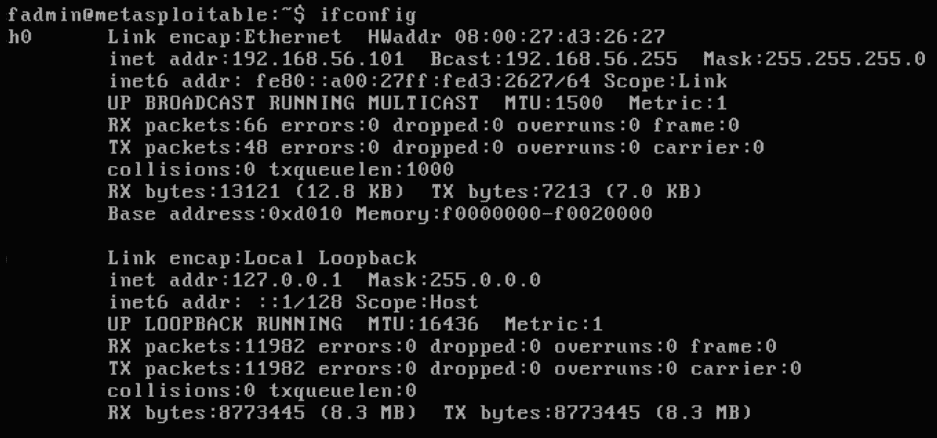 fadmin@metasploitable:~$ ifconfig
h0 Link encap:Ethernet HWaddr 08:00:27:d3:26:27
inet addr:192.168.56.101 Bcast:192.168.56.255 Mask:255.255.255.0
inet6 addr: fe80::a00:27ff:fed3:2627/64 Scope:Link
UP BROADCAST RUNNING MULTICAST MTU:1500 Metric:1
RX packets:66 errors:0 dropped:0 overruns:0 frame:0
TX packets:48 errors:0 dropped:0 overruns:0 carrier:0
collisions:0 txqueuelen:1000
RX bytes:13121 (12.8 KB) TX bytes:7213 (7.0 KB)
Base address:0xd010 Memory:f0000000-f0020000
Link encap:Local Loopback
inet addr:127.0.0.1 Mask:255.0.0.0
inet6 addr: ::1/128 Scope:Host
UP LOOPBACK RUNNING MTU:16436 Metric:1
RX packets:11982 errors:0 dropped:0 overruns:0 frame:0
TX packets:11982 errors:0 dropped:0 overruns:0 carrier:0
collisions:0 txqueuelen:0
RX bytes:8773445 (8.3 MB) TX bytes:8773445 (8.3 MB)